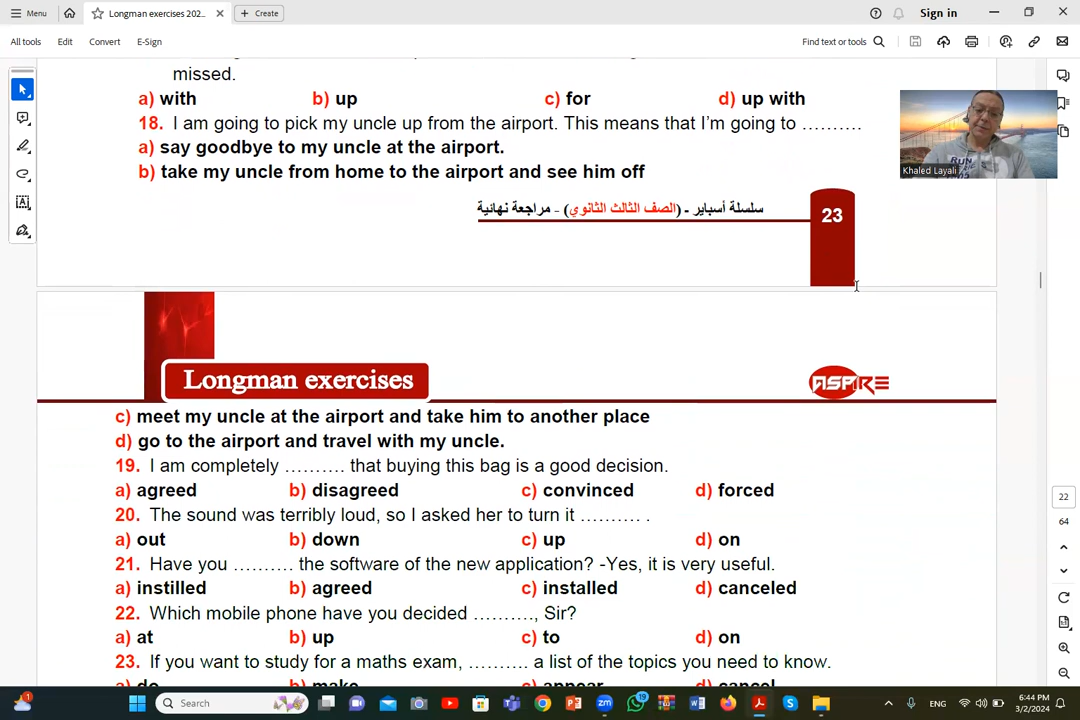 Menu
Longman exercises 202...
Create
Sign in
All tools
Edit
Convert
E-Sign
Find text or tools
missed.
a) with b) up c) for d) up with
18. I am going to pick my uncle up from the airport. This means that I'm going to ..........
a) say goodbye to my uncle at the airport.
b) take my uncle from home to the airport and see him off
Khaled Layali
سلسلة أسباير - (الصف الثالث الثانوي) - مراجعة نهائية
23
Longman exercises
ASPIRE
c) meet my uncle at the airport and take him to another place
d) go to the airport and travel with my uncle.
19. I am completely .......... that buying this bag is a good decision.
a) agreed b) disagreed c) convinced d) forced
20. The sound was terribly loud, so I asked her to turn it .......... .
a) out b) down c) up d) on
21. Have you .......... the software of the new application? -Yes, it is very useful.
a) instilled b) agreed c) installed d) canceled
22. Which mobile phone have you decided .........., Sir?
a) at b) up c) to d) on
23. If you want to study for a maths exam, .......... a list of the topics you need to know.
a) do b) make c) appear d) cancel
22
64
1
Search
19
ENG
6:44 PM
3/2/2024